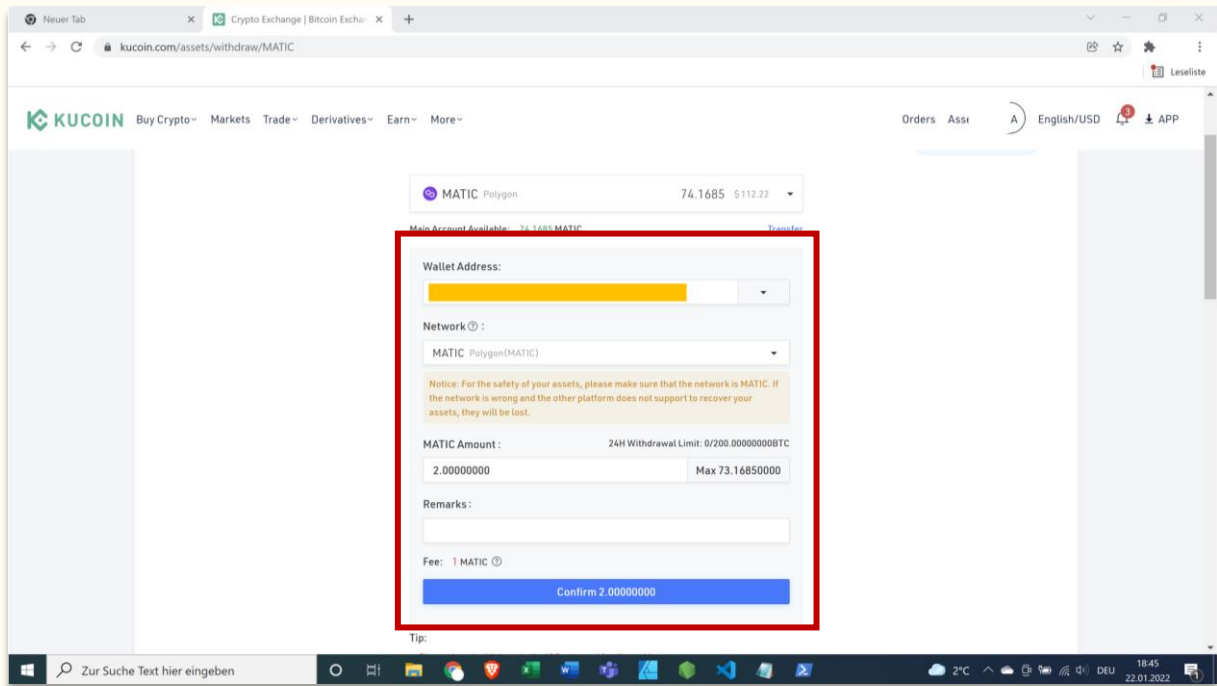 Neuer Tab
Crypto Exchange | Bitcoin Exchan
kucoin.com/assets/withdraw/MATIC
Leseliste
KUCOIN Buy Crypto Markets Trade Derivatives Earn More Orders Asse A English/USD 3 APP
MATIC Polygon 74.1685 $112.22
Main Account Available: 74.1685 MATIC Transfer
Wallet Address:
Network ? :
MATIC Polygon(MATIC)
Notice: For the safety of your assets, please make sure that the network is MATIC. If
the network is wrong and the other platform does not support to recover your
assets, they will be lost.
MATIC Amount : 24H Withdrawal Limit: 0/200.00000000BTC
2.00000000 Max 73.16850000
Remarks :
Fee: 1 MATIC ?
Confirm 2.00000000
Tip:
Zur Suche Text hier eingeben 2°C DEU 18:45
22.01.2022